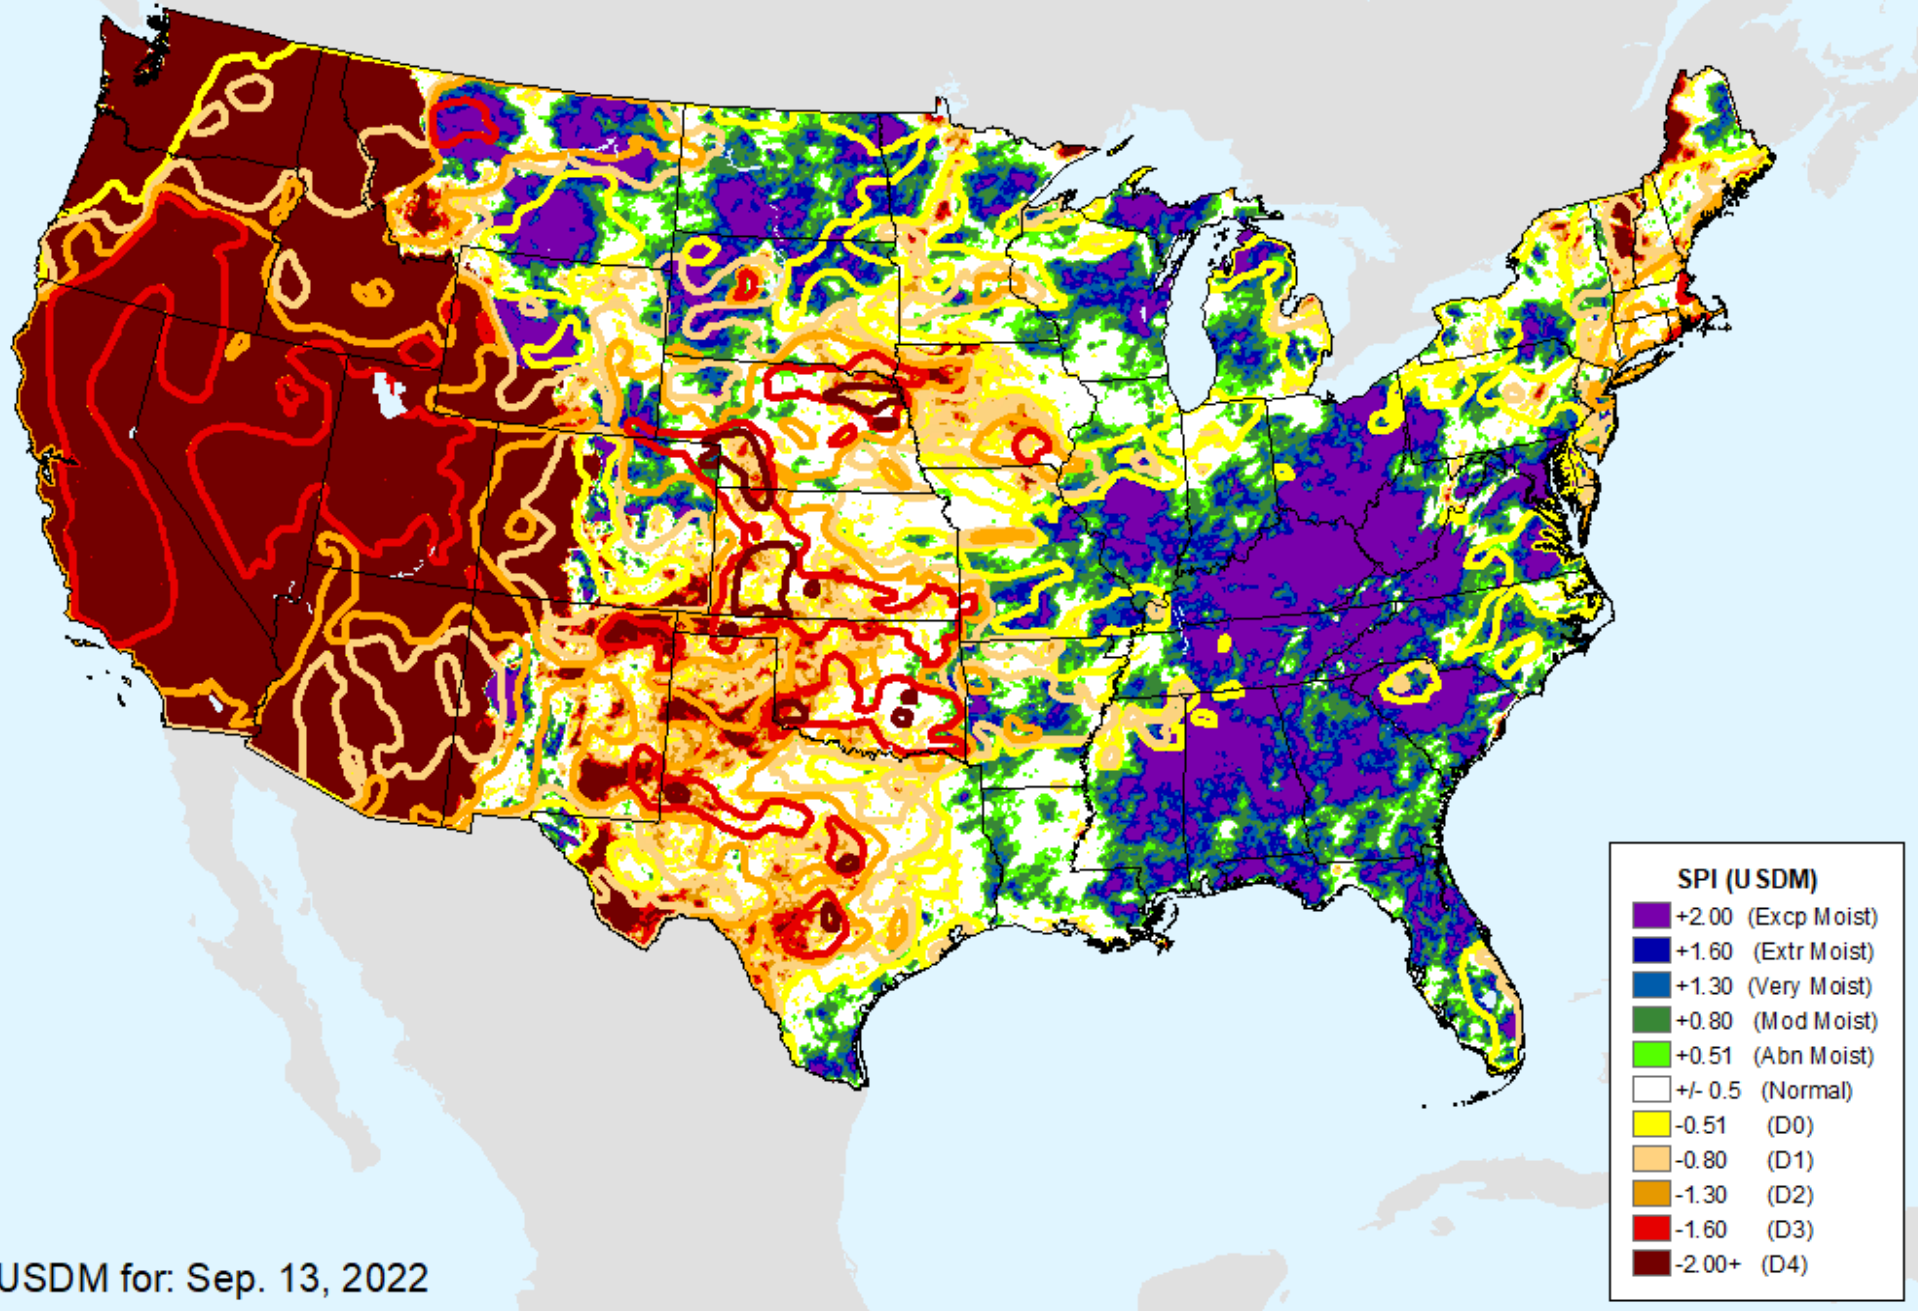 SPI (USDM)
+2.00 (Excp Moist)
+1.60 (Extr Moist)
+1.30 (Very Moist)
+0.80 (Mod Moist)
+0.51 (Abn Moist)
+/- 0.5 (Normal)
-0.51 (D0)
-0.80 (D1)
-1.30 (D2)
-1.60 (D3)
-2.00+ (D4)
USDM for: Sep. 13, 2022